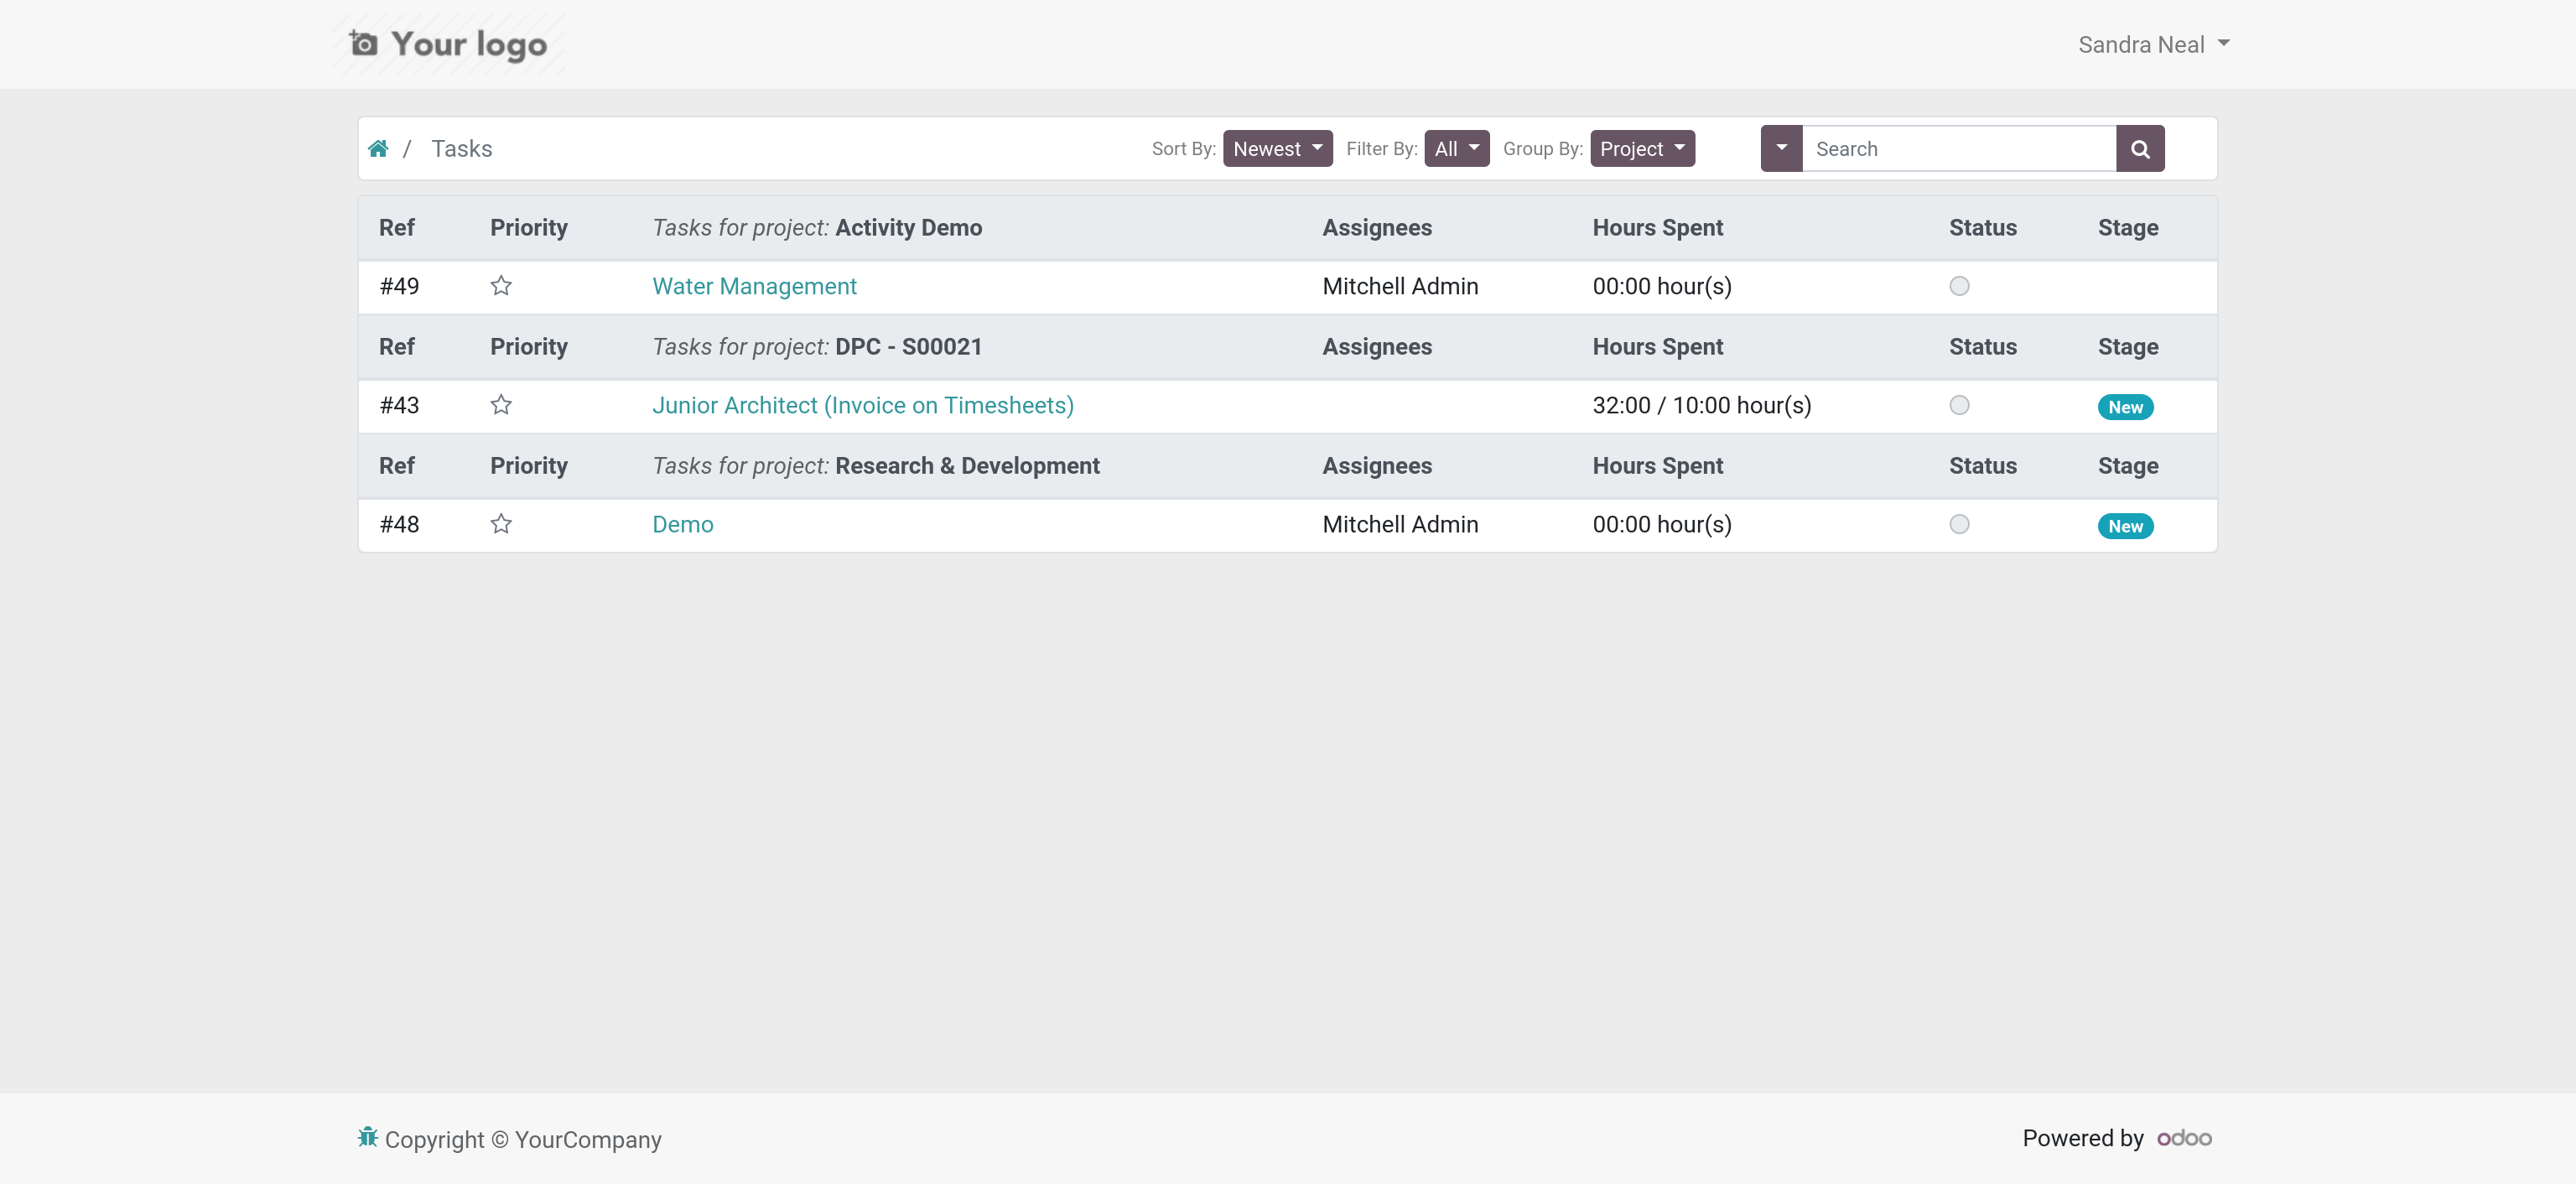 Your logo Sandra Neal
/ Tasks Sort By: Newest Filter By: All Group By: Project Search
Ref Priority Tasks for project: Activity Demo Assignees Hours Spent Status Stage
#49 Water Management Mitchell Admin 00:00 hour(s)
Ref Priority Tasks for project: DPC - S00021 Assignees Hours Spent Status Stage
#43 Junior Architect (Invoice on Timesheets) 32:00 / 10:00 hour(s) New
Ref Priority Tasks for project: Research & Development Assignees Hours Spent Status Stage
#48 Demo Mitchell Admin 00:00 hour(s) New
Copyright © YourCompany Powered by odoo